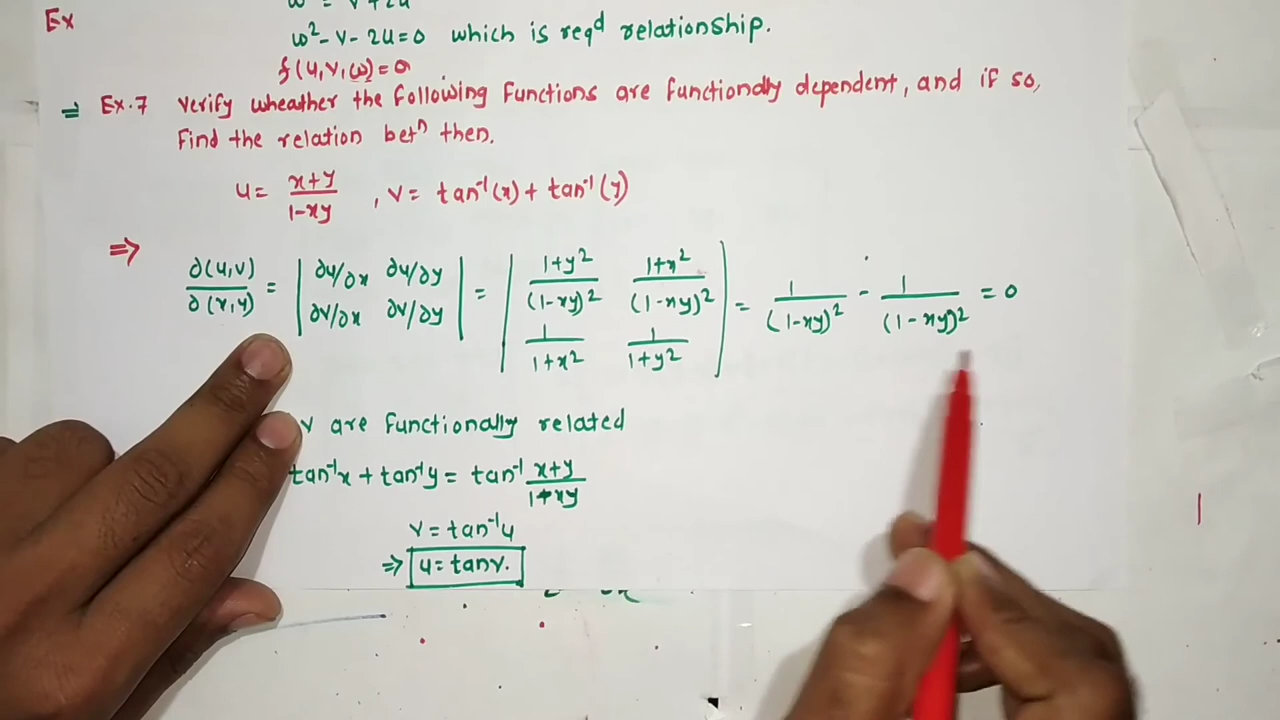 Ex
w² = v + 2u
w² - v - 2u = 0 which is reqᵈ relationship.
f(u, v, w) = 0
⇒ Ex.7 Verify wheather the following Functions are functionally dependent, and if so,
Find the relation betⁿ then.
u = (x+y)/(1-xy) , v = tan⁻¹(x) + tan⁻¹(y)
⇒
∂(u,v)/∂(x,y) = | ∂u/∂x ∂u/∂y ; ∂v/∂x ∂v/∂y | = | (1+y²)/(1-xy)² (1+x²)/(1-xy)² ; 1/(1+x²) 1/(1+y²) | = 1/(1-xy)² - 1/(1-xy)² = 0
v are functionally related
tan⁻¹x + tan⁻¹y = tan⁻¹ (x+y)/(1-xy)
v = tan⁻¹u
⇒ u = tanv.